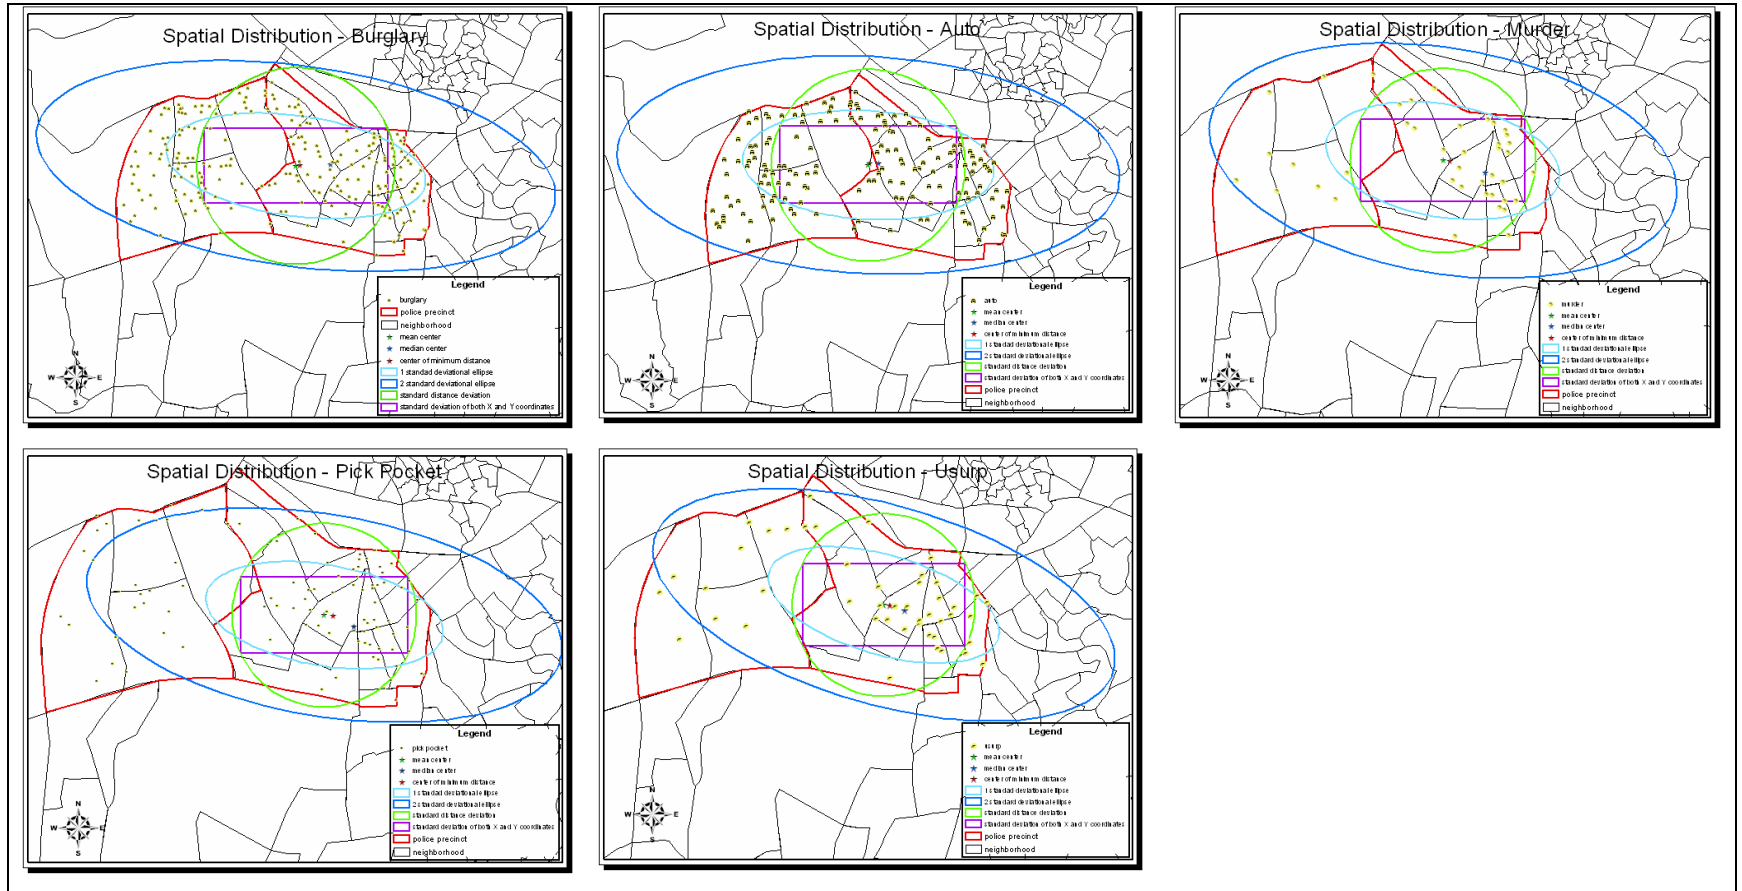 Spatial Distribution - Burglary
N
W E
S
Legend
burglary
police precinct
neighborhood
mean center
median center
center of minimum distance
1 standad deviational ellipse
2 standard deviational ellipse
standard distance deviation
standard deviation of both X and Y coordinates
Spatial Distribution - Auto
N
W E
S
Legend
auto
mean center
median center
center of minimum distance
1 standad deviational ellipse
2 standard deviational ellipse
standard distance deviation
standard deviation of both X and Y coordinates
police precinct
neighborhood
Spatial Distribution - Murder
N
W E
S
Legend
murder
mean center
median center
center of minimum distance
1 standad deviational ellipse
2 standard deviational ellipse
standard distance deviation
standard deviation of both X and Y coordinates
police precinct
neighborhood
Spatial Distribution - Pick Pocket
N
W E
S
Legend
pick pocket
mean center
median center
center of minimum distance
1 standad deviational ellipse
2 standard deviational ellipse
standard distance deviation
standard deviation of both X and Y coordinates
police precinct
neighborhood
Spatial Distribution - Usurp
N
W E
S
Legend
usurp
mean center
median center
center of minimum distance
1 standad deviational ellipse
2 standard deviational ellipse
standard distance deviation
standard deviation of both X and Y coordinates
police precinct
neighborhood